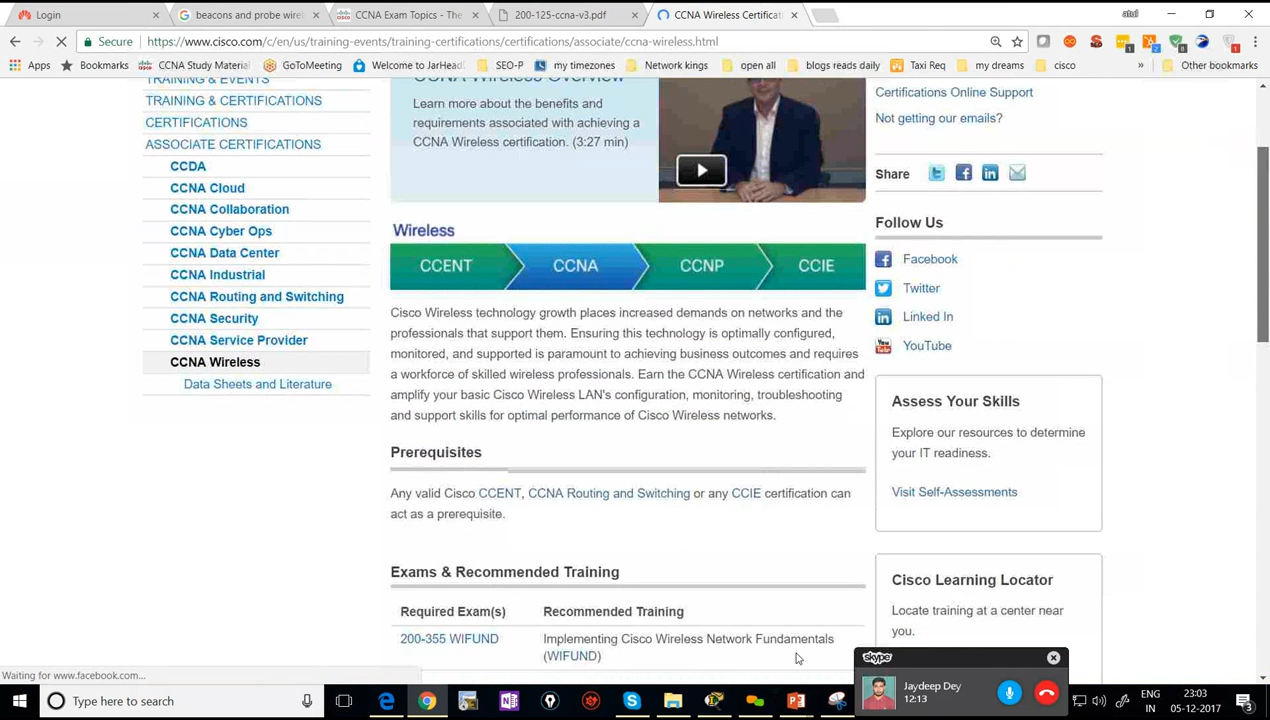 Login
beacons and probe wire
CCNA Exam Topics - The
200-125-ccna-v3.pdf
CCNA Wireless Certificat
atul
Secure
https://www.cisco.com/c/en/us/training-events/training-certifications/certifications/associate/ccna-wireless.html
Apps
Bookmarks
CCNA Study Material
GoToMeeting
Welcome to JarHead
SEO-P
my timezones
Network kings
open all
blogs reads daily
Taxi Req
my dreams
cisco
»
Other bookmarks
TRAINING & EVENTS
TRAINING & CERTIFICATIONS
CERTIFICATIONS
ASSOCIATE CERTIFICATIONS
CCDA
CCNA Cloud
CCNA Collaboration
CCNA Cyber Ops
CCNA Data Center
CCNA Industrial
CCNA Routing and Switching
CCNA Security
CCNA Service Provider
CCNA Wireless
Data Sheets and Literature
CCNA Wireless Overview
Learn more about the benefits and
requirements associated with achieving a
CCNA Wireless certification. (3:27 min)
Wireless
CCENT
CCNA
CCNP
CCIE
Cisco Wireless technology growth places increased demands on networks and the
professionals that support them. Ensuring this technology is optimally configured,
monitored, and supported is paramount to achieving business outcomes and requires
a workforce of skilled wireless professionals. Earn the CCNA Wireless certification and
amplify your basic Cisco Wireless LAN's configuration, monitoring, troubleshooting
and support skills for optimal performance of Cisco Wireless networks.
Prerequisites
Any valid Cisco CCENT, CCNA Routing and Switching or any CCIE certification can
act as a prerequisite.
Exams & Recommended Training
Required Exam(s)
Recommended Training
200-355 WIFUND
Implementing Cisco Wireless Network Fundamentals
(WIFUND)
Certifications Online Support
Not getting our emails?
Share
Follow Us
Facebook
Twitter
Linked In
YouTube
Assess Your Skills
Explore our resources to determine
your IT readiness.
Visit Self-Assessments
Cisco Learning Locator
Locate training at a center near
you.
skype
Jaydeep Dey
12:13
Waiting for www.facebook.com...
Type here to search
ENG
IN
23:03
05-12-2017
3